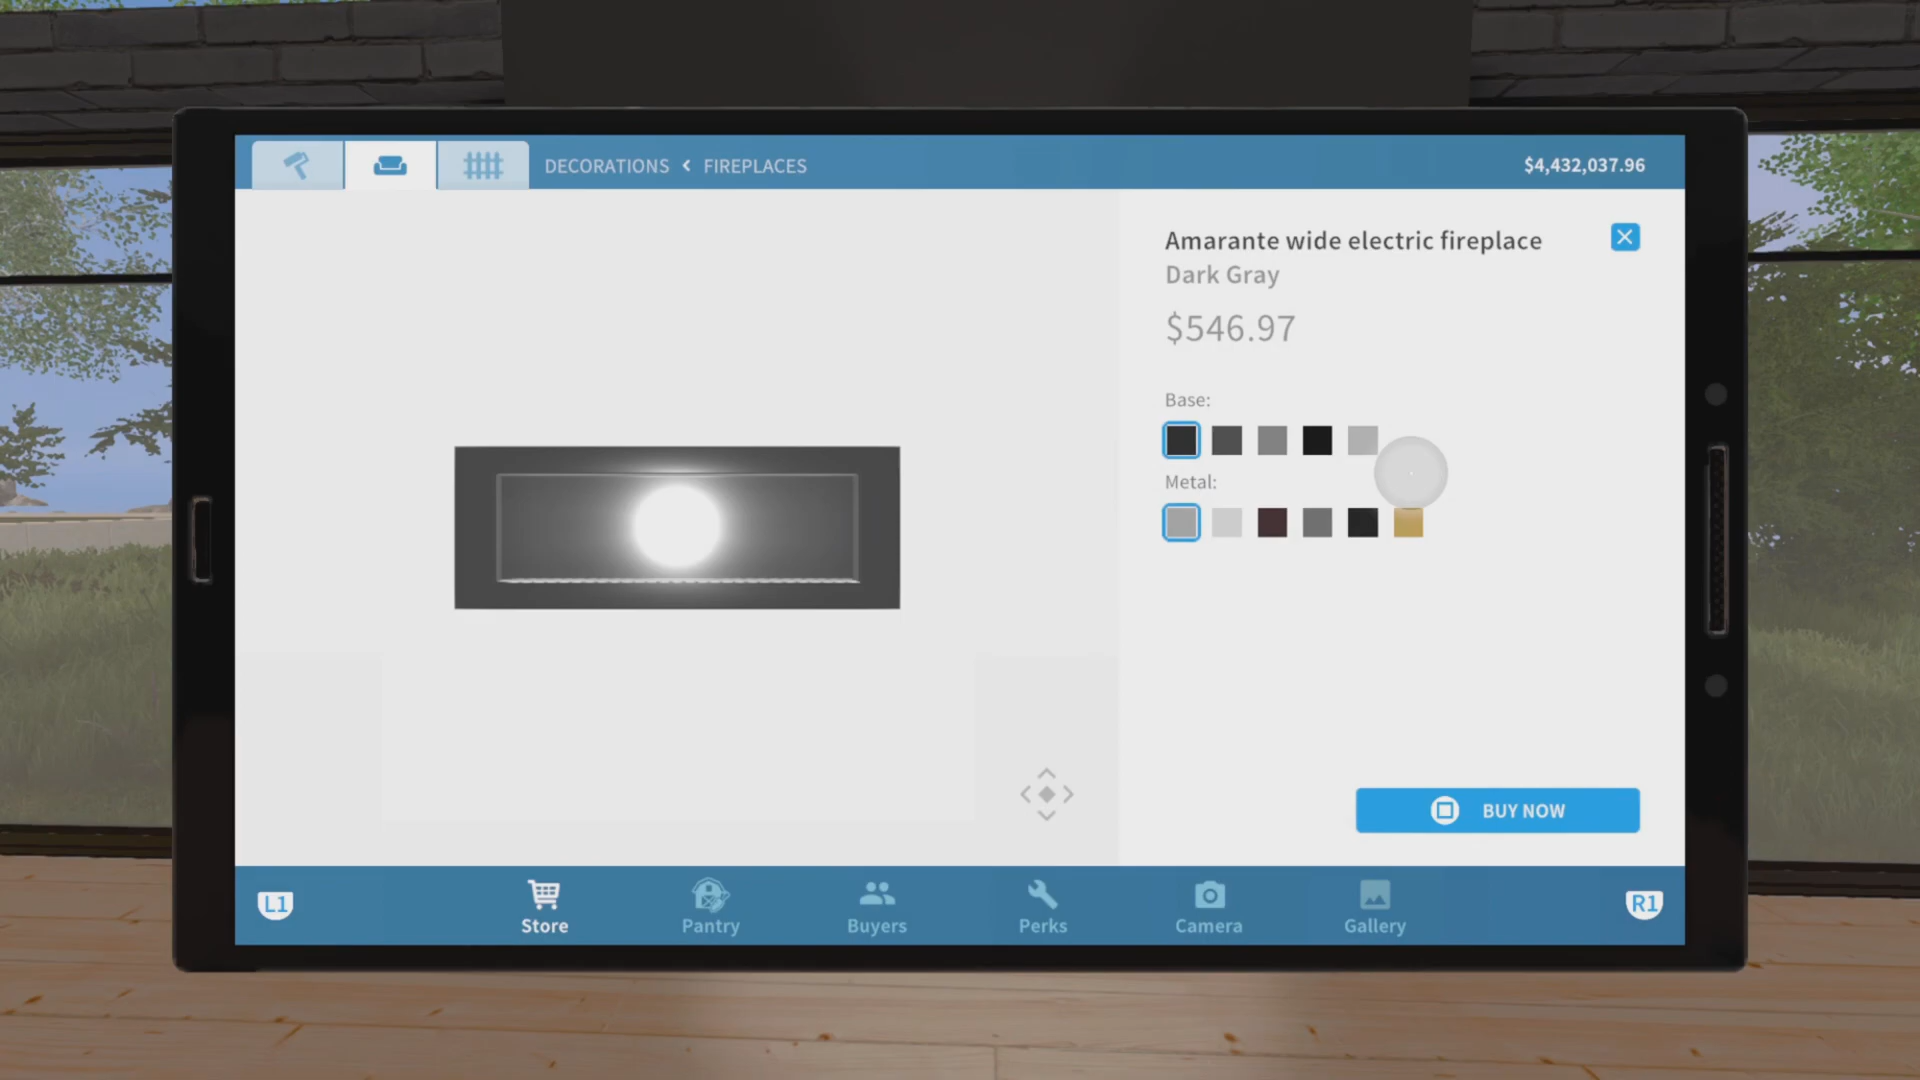 DECORATIONS < FIREPLACES
$4,432,037.96
Amarante wide electric fireplace
Dark Gray
$546.97
Base:
Metal:
BUY NOW
L1
Store
Pantry
Buyers
Perks
Camera
Gallery
R1